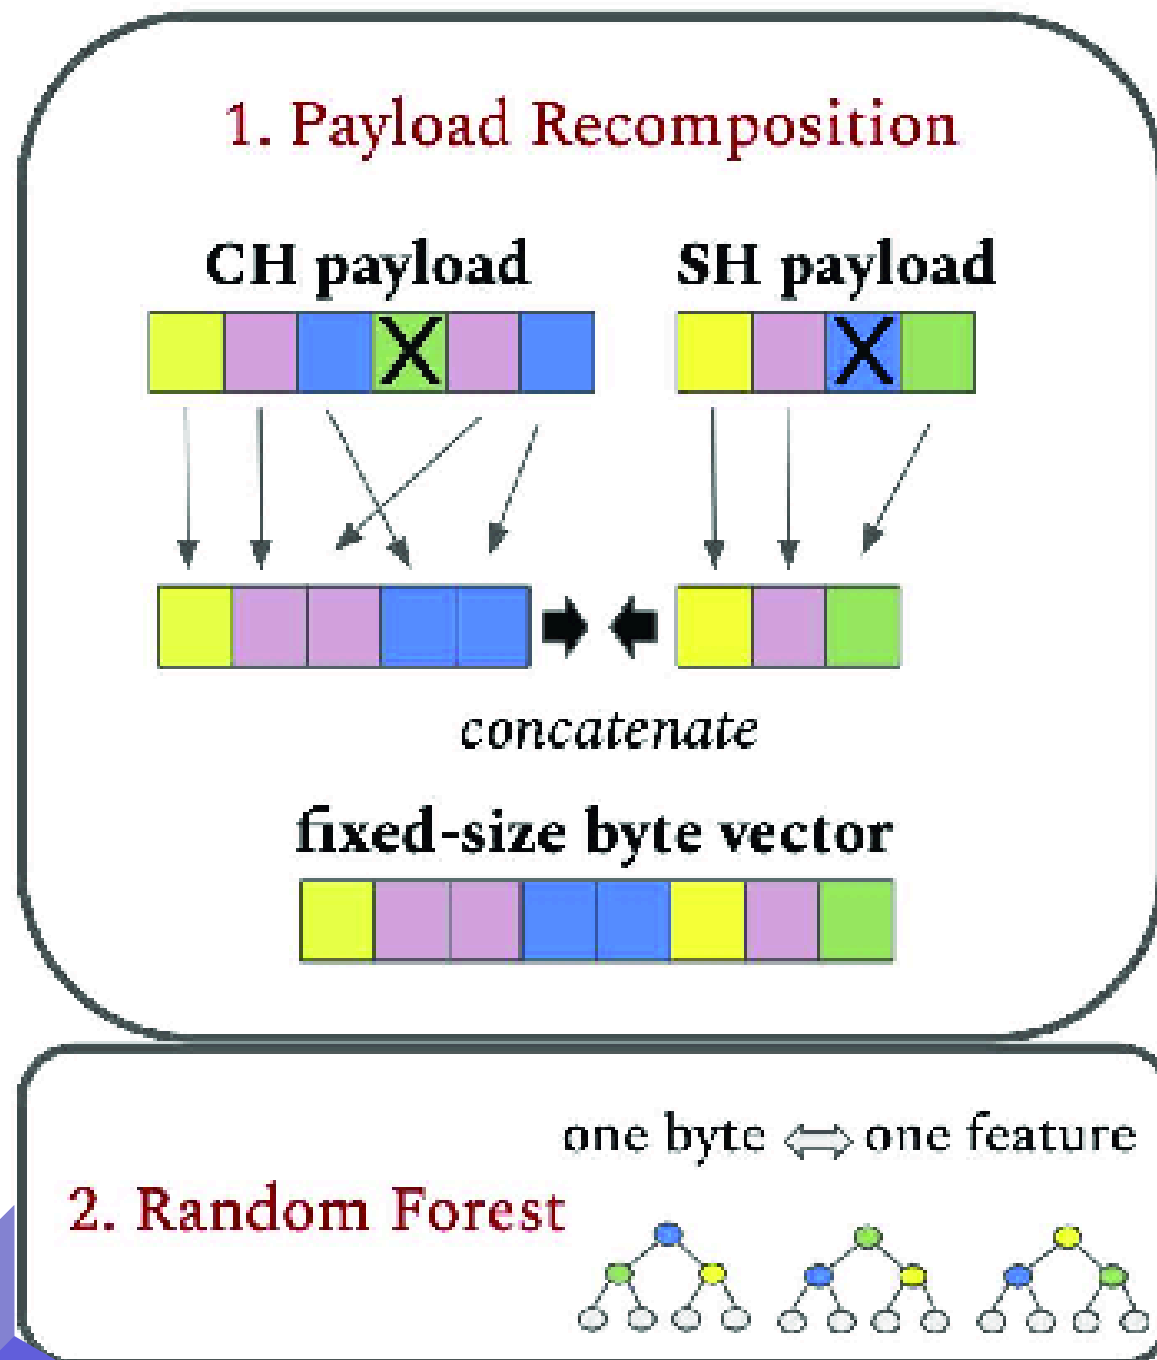 1. Payload Recomposition
CH payload
SH payload
X
X
concatenate
fixed-size byte vector
one byte ⇔ one feature
2. Random Forest